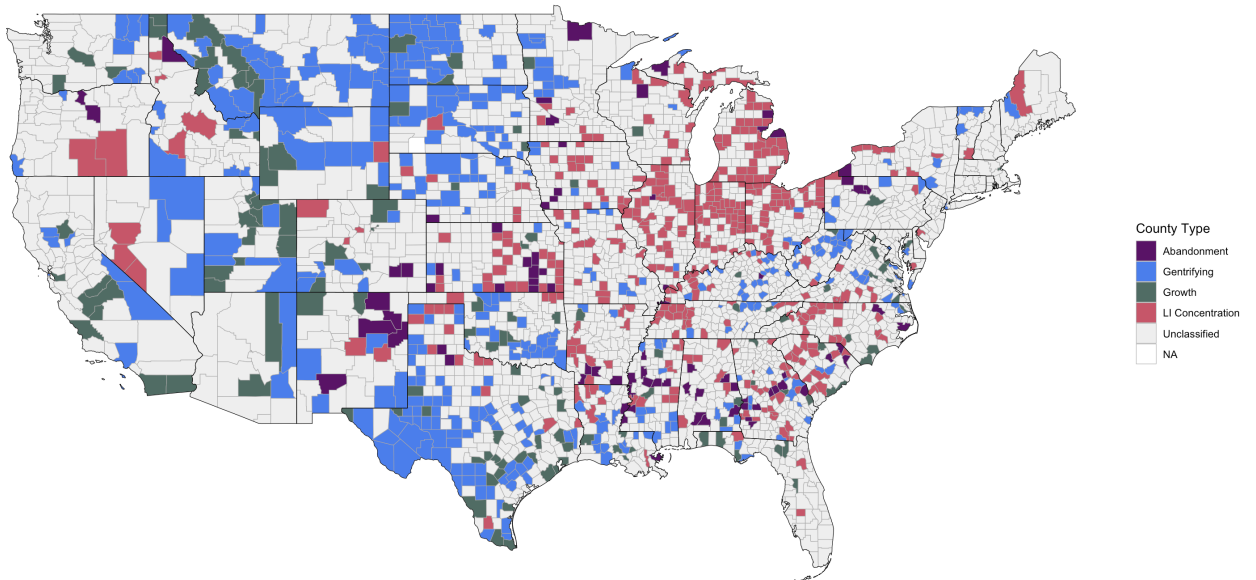 County Type
Abandonment
Gentrifying
Growth
LI Concentration
Unclassified
NA